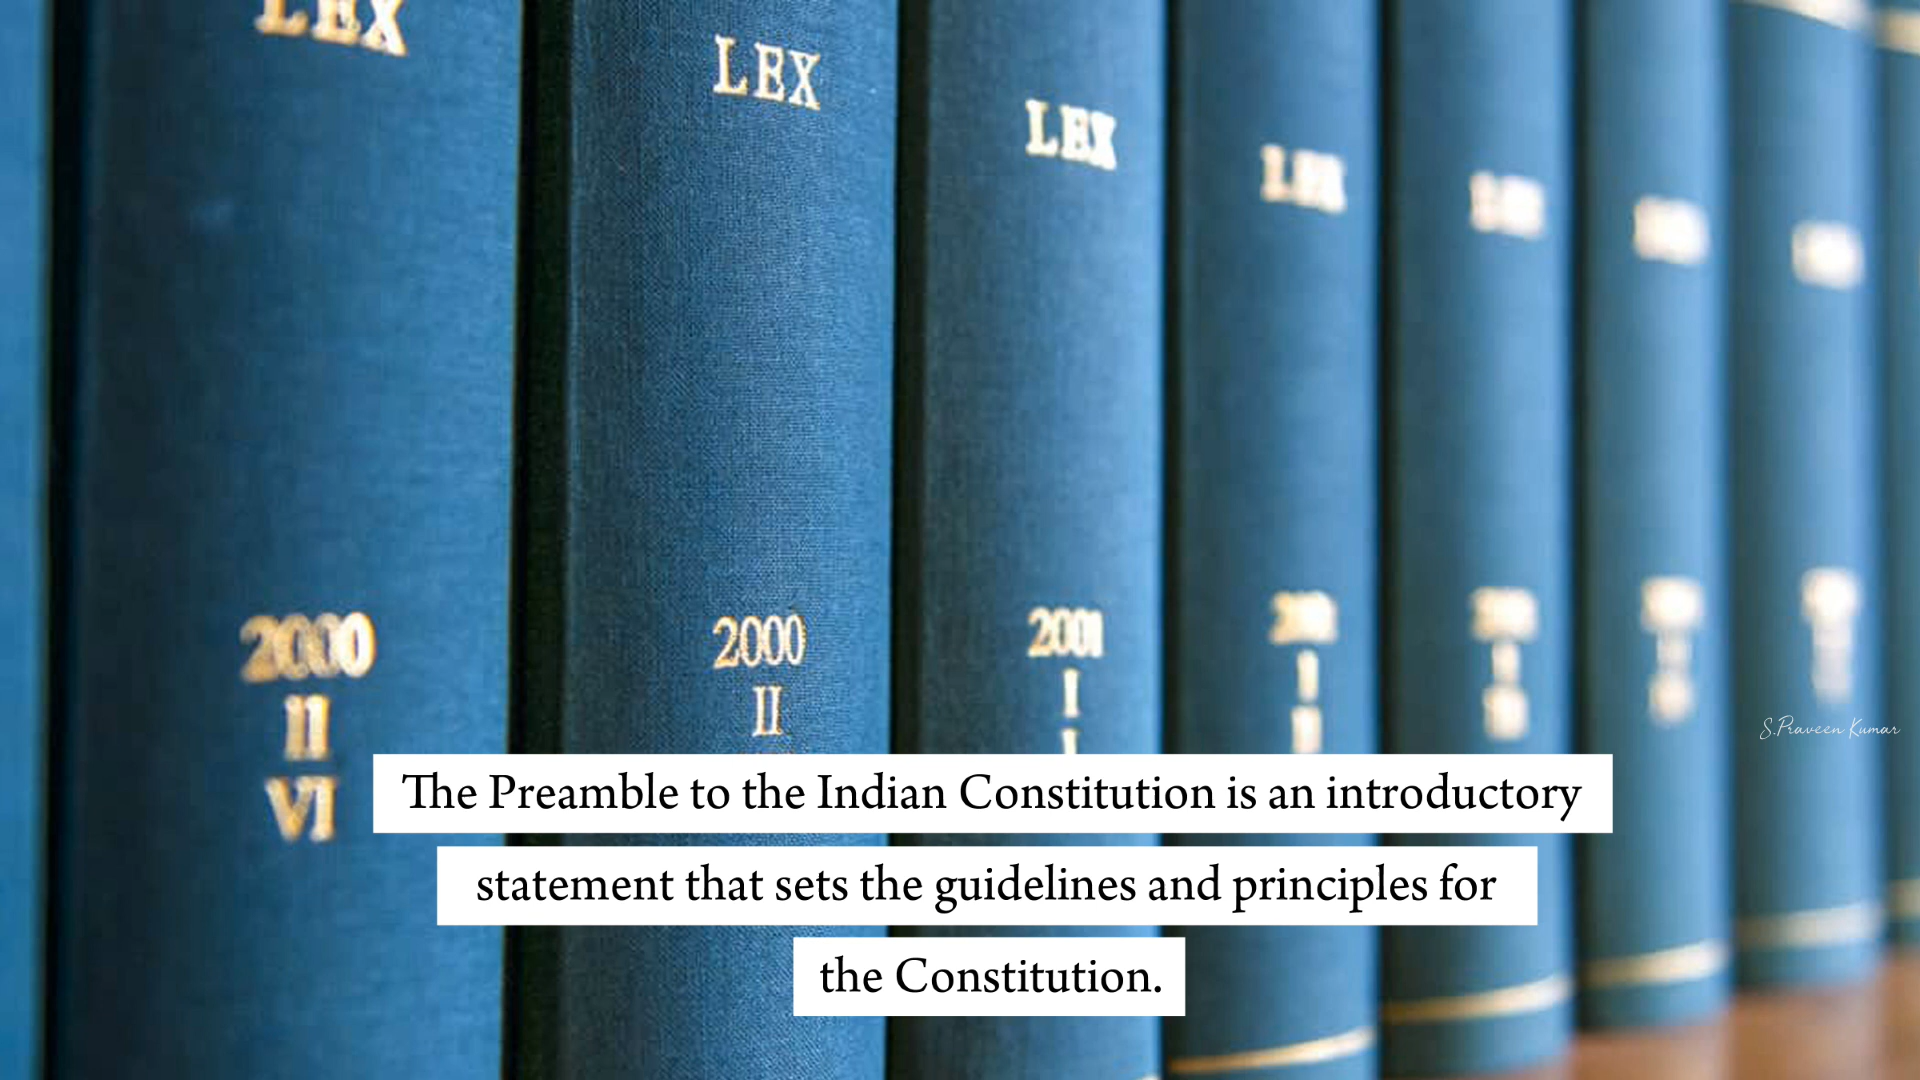 LEX
LEX
LEX
LEX
2000
II
VI
2000
II
2001
I
S.Praveen Kumar
The Preamble to the Indian Constitution is an introductory
statement that sets the guidelines and principles for
the Constitution.